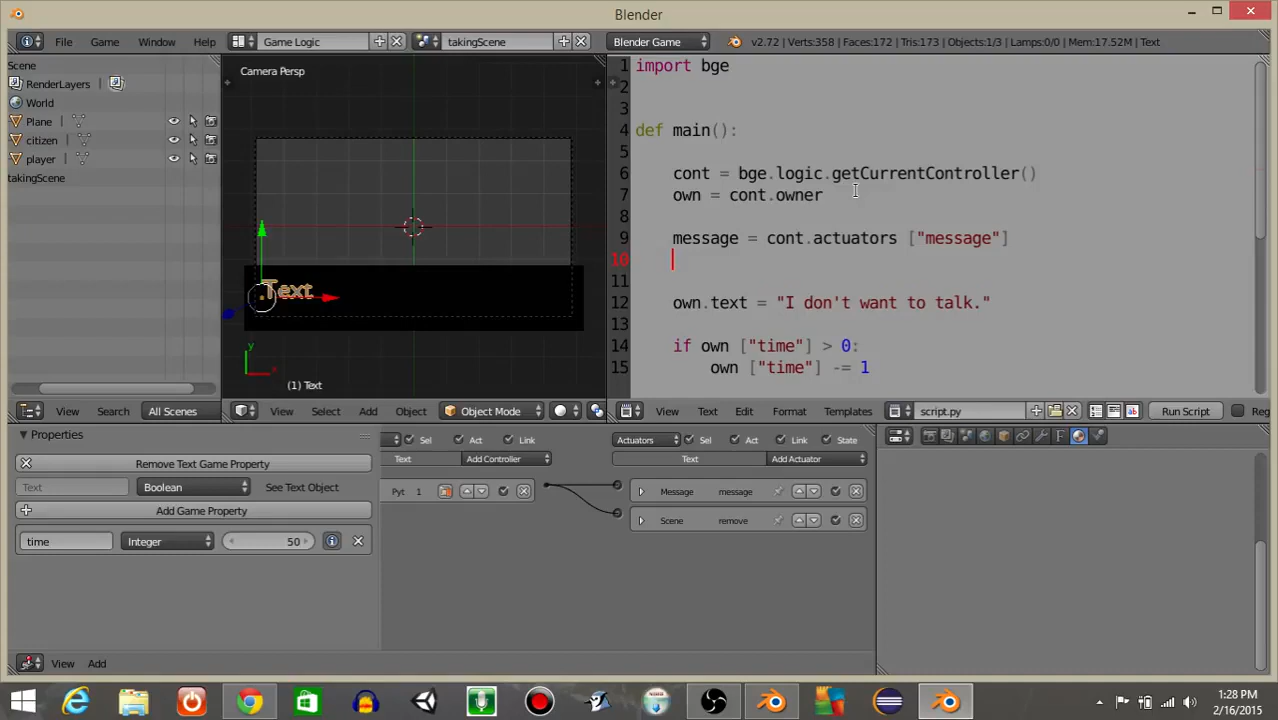 Blender
File Game Window Help Game Logic takingScene Blender Game v2.72 | Verts:358 | Faces:172 | Tris:173 | Objects:1/3 | Lamps:0/0 | Mem:17.52M | Text
Scene
RenderLayers
World
Plane
citizen
player
takingScene
View Search All Scenes
Camera Persp
Text
y
x
(1) Text
View Select Add Object Object Mode
1 import bge
2
3
4 def main():
5
6 cont = bge.logic.getCurrentController()
7 own = cont.owner
8
9 message = cont.actuators ["message"]
10
11
12 own.text = "I don't want to talk."
13
14 if own ["time"] > 0:
15 own ["time"] -= 1
View Text Edit Format Templates script.py Run Script Reg
Properties
Remove Text Game Property
Text Boolean See Text Object
Add Game Property
time Integer 50
Sel Act Link
Text Add Controller
Pyt 1
Actuators Sel Act Link State
Text Add Actuator
Message message
Scene remove
View Add
1:28 PM
2/16/2015